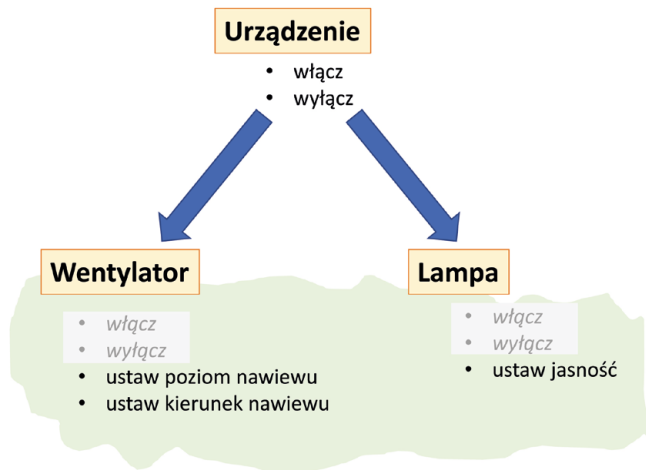 Urządzenie
• włącz
• wyłącz
Wentylator
• włącz
• wyłącz
• ustaw poziom nawiewu
• ustaw kierunek nawiewu
Lampa
• włącz
• wyłącz
• ustaw jasność